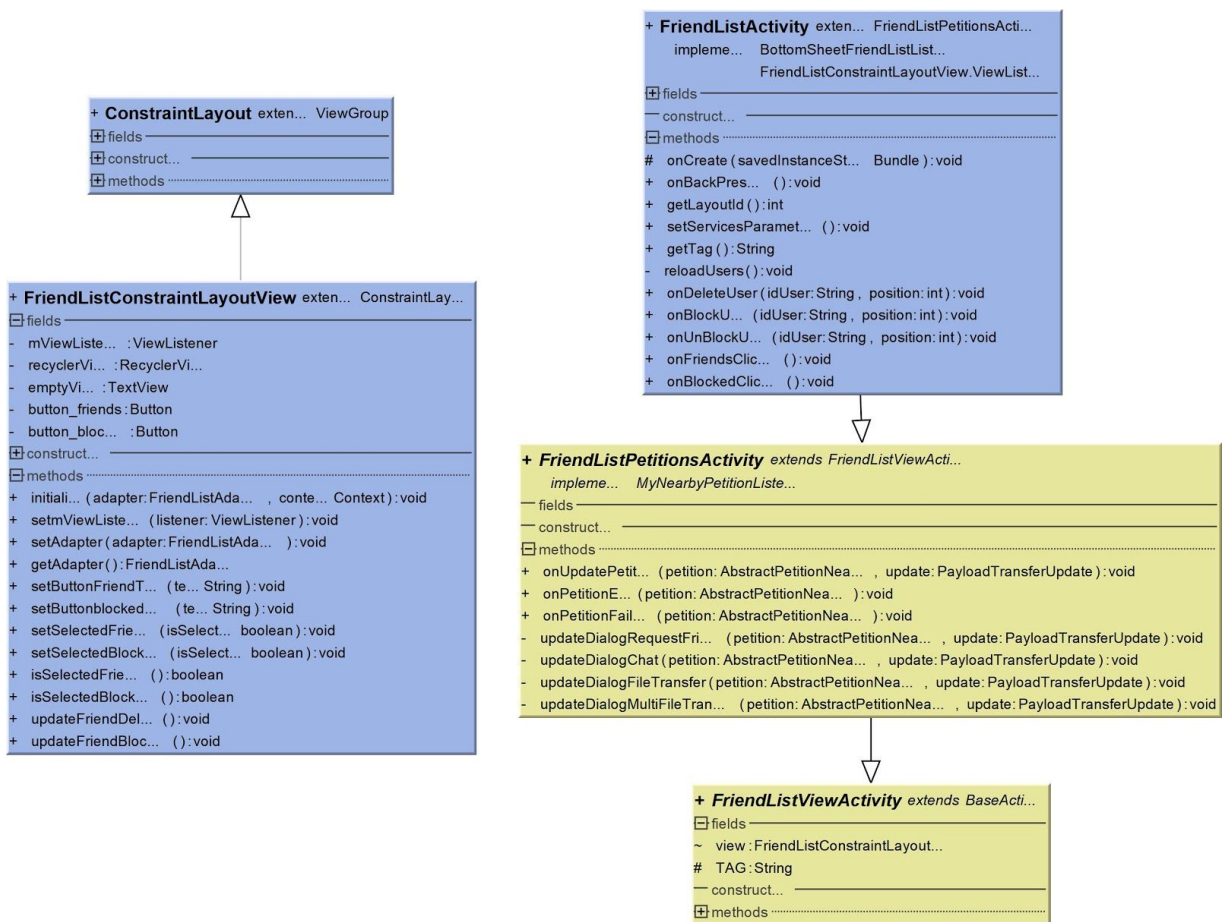 + ConstraintLayout exten... ViewGroup
fields
construct...
methods
+ FriendListConstraintLayoutView exten... ConstraintLay...
fields
- mViewListe... :ViewListener
- recyclerVi... :RecyclerVi...
- emptyVi... :TextView
- button_friends:Button
- button_bloc... :Button
construct...
methods
+ initiali... (adapter:FriendListAda... , conte... Context):void
+ setmViewListe... (listener:ViewListener):void
+ setAdapter(adapter:FriendListAda... ):void
+ getAdapter():FriendListAda...
+ setButtonFriendT... (te... String):void
+ setButtonblocked... (te... String):void
+ setSelectedFrie... (isSelect... boolean):void
+ setSelectedBlock... (isSelect... boolean):void
+ isSelectedFrie... ():boolean
+ isSelectedBlock... ():boolean
+ updateFriendDel... ():void
+ updateFriendBloc... ():void
+ FriendListActivity exten... FriendListPetitionsActi...
impleme... BottomSheetFriendListList...
FriendListConstraintLayoutView.ViewList...
fields
construct...
methods
# onCreate(savedInstanceSt... Bundle):void
+ onBackPres... ():void
+ getLayoutId():int
+ setServicesParamet... ():void
+ getTag():String
- reloadUsers():void
+ onDeleteUser(idUser:String, position:int):void
+ onBlockU... (idUser:String, position:int):void
+ onUnBlockU... (idUser:String, position:int):void
+ onFriendsClic... ():void
+ onBlockedClic... ():void
+ FriendListPetitionsActivity extends FriendListViewActi...
impleme... MyNearbyPetitionListe...
fields
construct...
methods
+ onUpdatePetit... (petition:AbstractPetitionNea... , update:PayloadTransferUpdate):void
+ onPetitionE... (petition:AbstractPetitionNea... ):void
+ onPetitionFail... (petition:AbstractPetitionNea... ):void
- updateDialogRequestFri... (petition:AbstractPetitionNea... , update:PayloadTransferUpdate):void
- updateDialogChat(petition:AbstractPetitionNea... , update:PayloadTransferUpdate):void
- updateDialogFileTransfer(petition:AbstractPetitionNea... , update:PayloadTransferUpdate):void
- updateDialogMultiFileTran... (petition:AbstractPetitionNea... , update:PayloadTransferUpdate):void
+ FriendListViewActivity extends BaseActi...
fields
~ view:FriendListConstraintLayout...
# TAG:String
construct...
methods